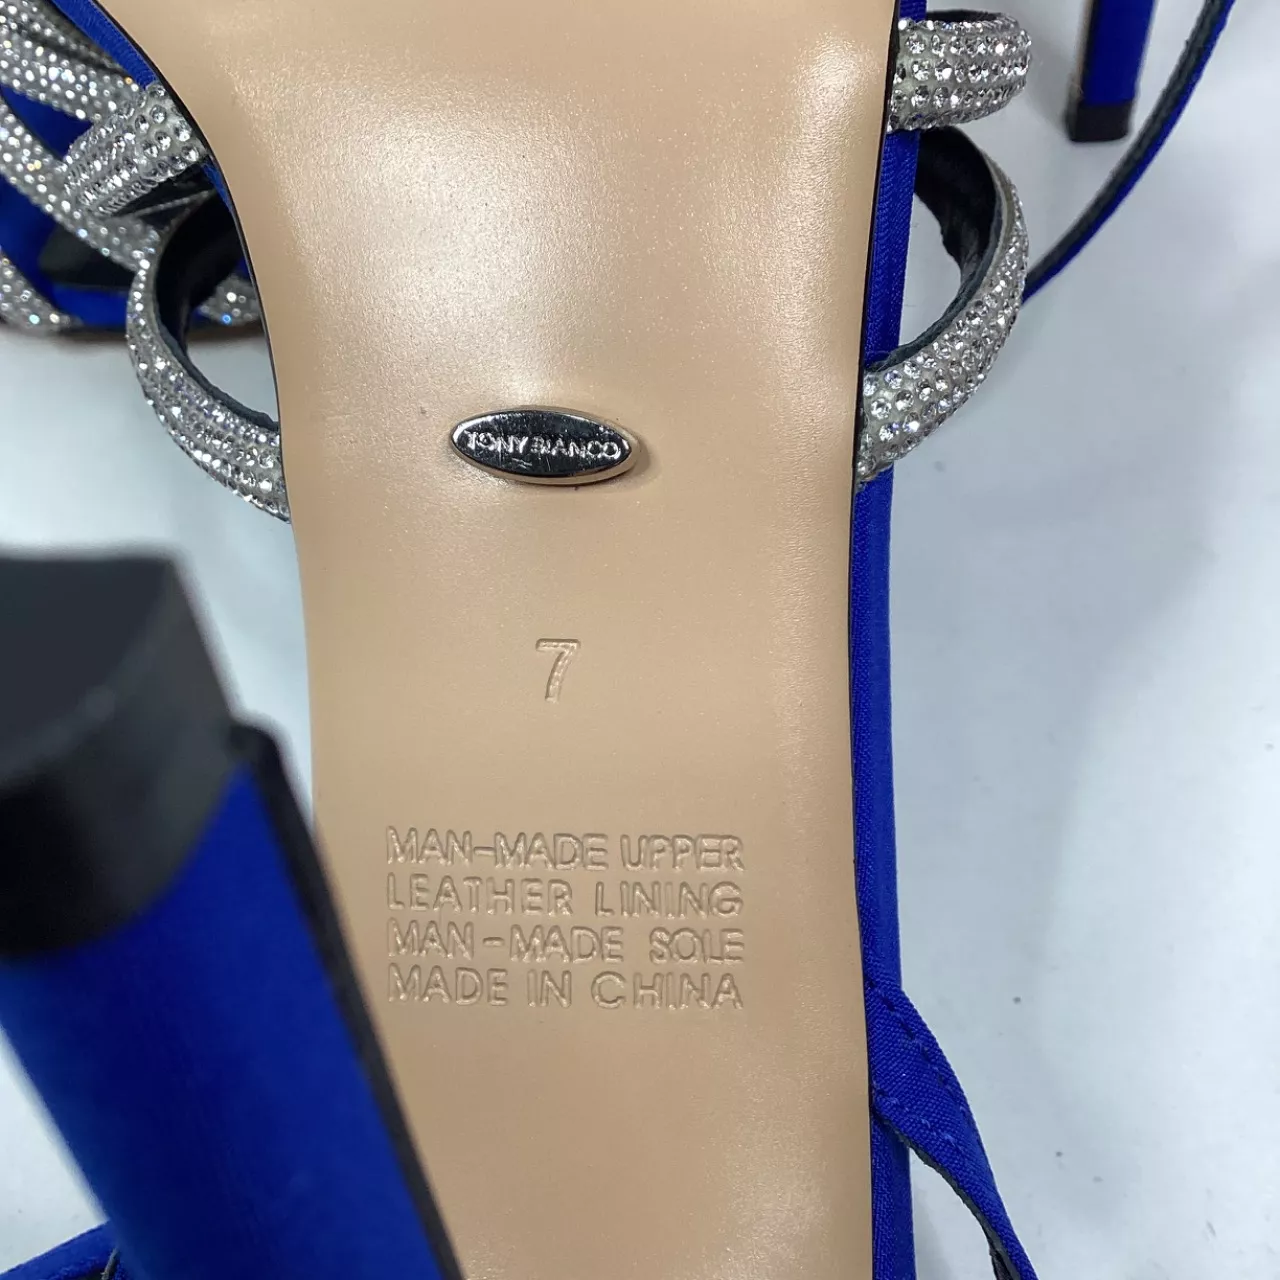 TONY BIANCO
7
MAN-MADE UPPER
LEATHER LINING
MAN-MADE SOLE
MADE IN CHINA